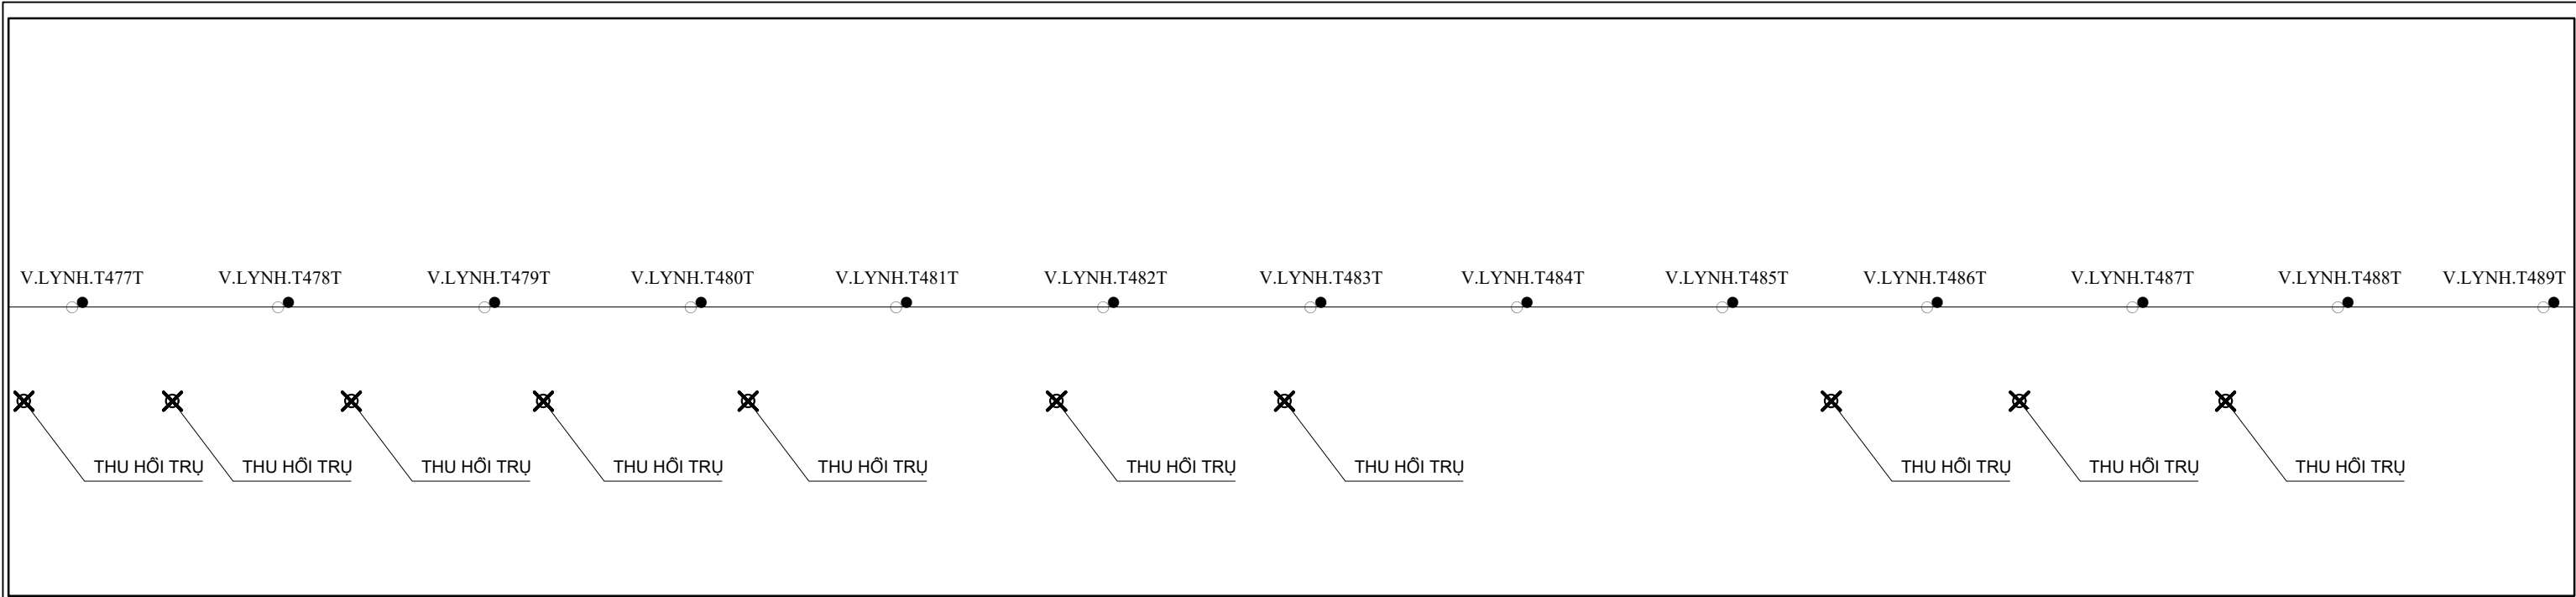 V.LYNH.T477T
V.LYNH.T478T
V.LYNH.T479T
V.LYNH.T480T
V.LYNH.T481T
V.LYNH.T482T
V.LYNH.T483T
V.LYNH.T484T
V.LYNH.T485T
V.LYNH.T486T
V.LYNH.T487T
V.LYNH.T488T
V.LYNH.T489T
THU HỒI TRỤ
THU HỒI TRỤ
THU HỒI TRỤ
THU HỒI TRỤ
THU HỒI TRỤ
THU HỒI TRỤ
THU HỒI TRỤ
THU HỒI TRỤ
THU HỒI TRỤ
THU HỒI TRỤ